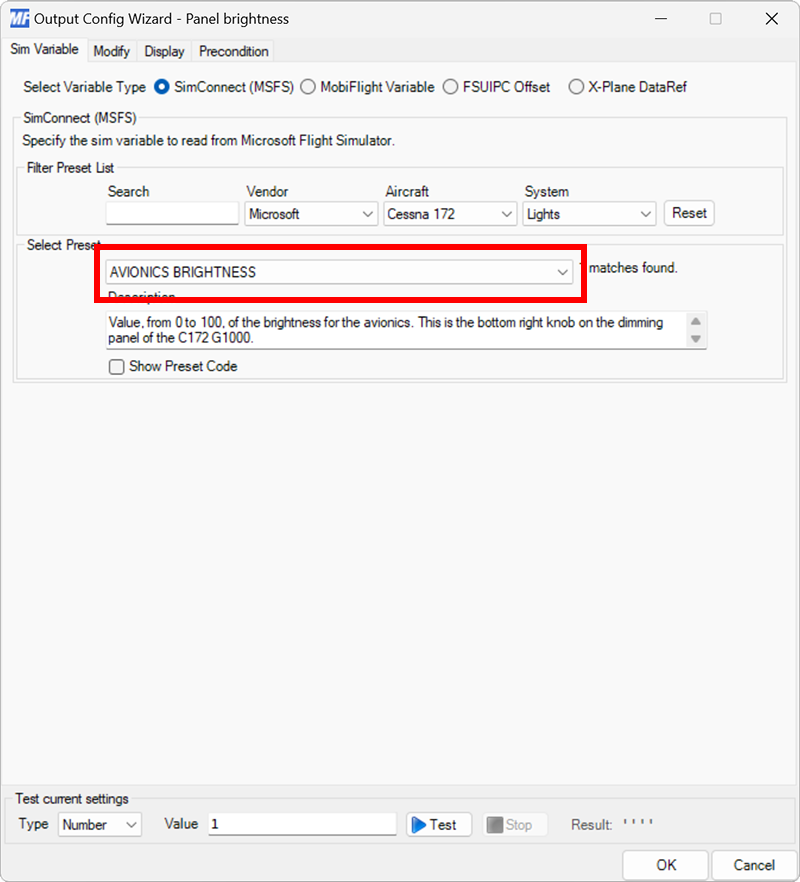 MF Output Config Wizard - Panel brightness
Sim Variable Modify Display Precondition
Select Variable Type SimConnect (MSFS) MobiFlight Variable FSUIPC Offset X-Plane DataRef
SimConnect (MSFS)
Specify the sim variable to read from Microsoft Flight Simulator.
Filter Preset List
Search Vendor Aircraft System
Microsoft Cessna 172 Lights Reset
Select Preset
AVIONICS BRIGHTNESS matches found.
Description
Value, from 0 to 100, of the brightness for the avionics. This is the bottom right knob on the dimming
panel of the C172 G1000.
Show Preset Code
Test current settings
Type Number Value 1 Test Stop Result: ' ' ' '
OK Cancel